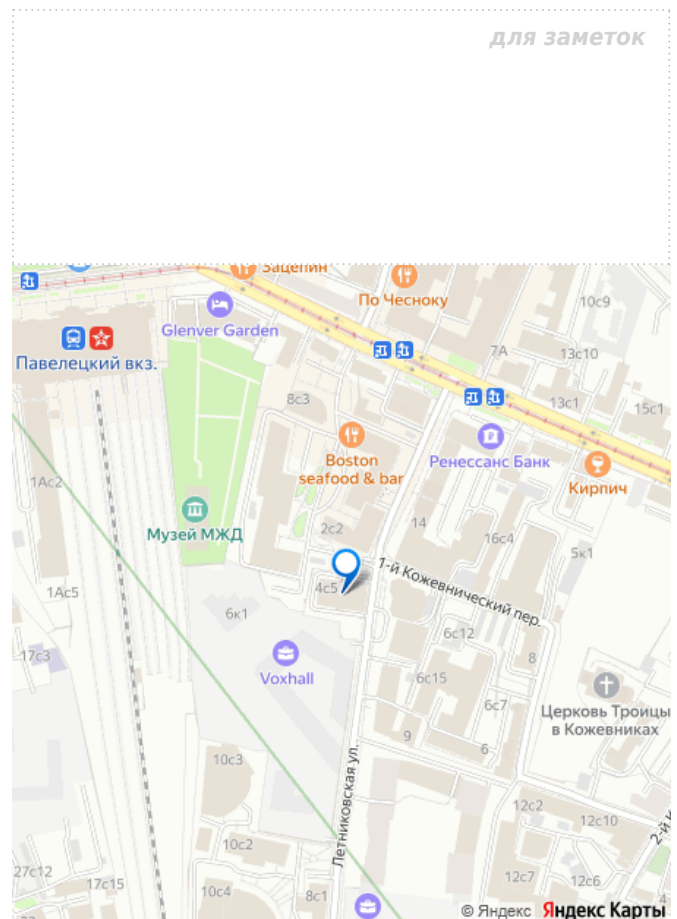 для заметок
Зацепин
По Чесноку
10с9
Glenver Garden
Павелецкий вкз.
7А
13с10
8с3
13с1
15с1
Boston
seafood & bar
Ренессанс Банк
Кирпич
1Ас2
Музей МЖД
2с2
14
16с4
5к1
1-й Кожевнический пер.
4с5
1Ас5
6к1
6с12
17с3
Voxhall
8
6с15
6с7
Церковь Троицы
в Кожевниках
9
6
10с3
Летниковская ул.
12с2
12с10
2-й К
10с2
27с12
17с15
12с7
12с6
10с4
8с1
© Яндекс Яндекс Карты